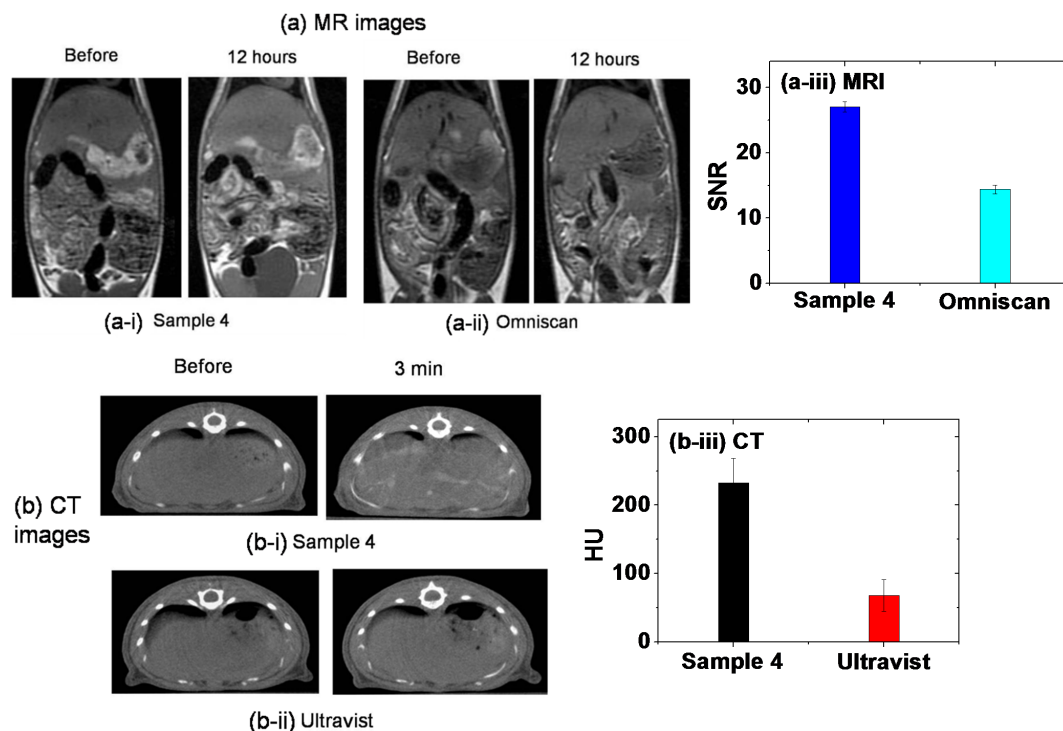 (a) MR images
Before
12 hours
Before
12 hours
(a-i) Sample 4
(a-ii) Omniscan
(a-iii) MRI
SNR
30
20
10
0
Sample 4
Omniscan
Before
3 min
(b) CT
images
(b-i) Sample 4
(b-ii) Ultravist
(b-iii) CT
HU
300
200
100
0
Sample 4
Ultravist